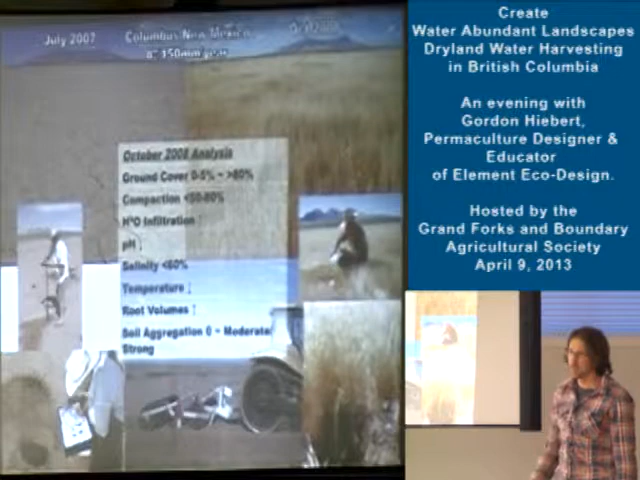 July 2007
Columbus New Mexico
150mm/year
October 2008 Analysis
Ground Cover 0-5% ~ >80%
Compaction <50-80%
H²O Infiltration ↑
pH ↓
Salinity <60%
Temperature ↓
Root Volumes ↑
Soil Aggregation 0 ~ Moderate
Strong
Create
Water Abundant Landscapes
Dryland Water Harvesting
in British Columbia
An evening with
Gordon Hiebert,
Permaculture Designer &
Educator
of Element Eco-Design.
Hosted by the
Grand Forks and Boundary
Agricultural Society
April 9, 2013